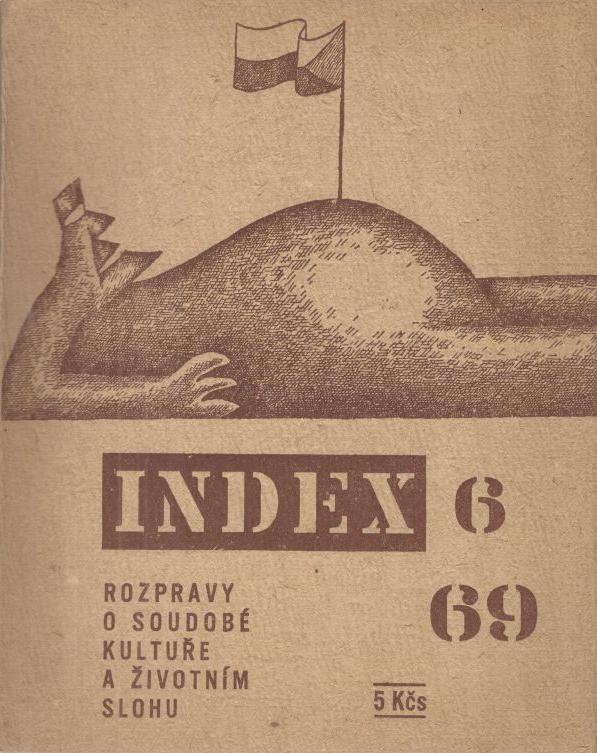 INDEX 6
69
ROZPRAVY
O SOUDOBÉ
KULTUŘE
A ŽIVOTNÍM
SLOHU
5 Kčs